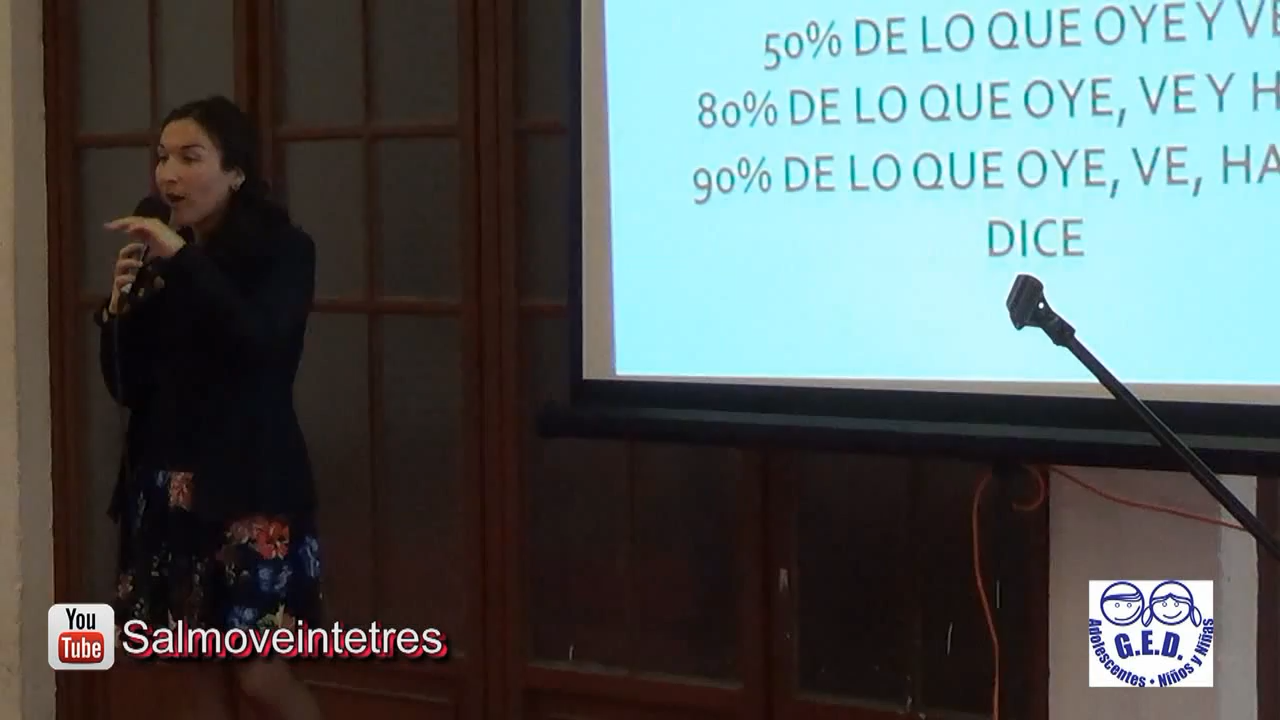 50% DE LO QUE OYE Y VE
80% DE LO QUE OYE, VE Y H
90% DE LO QUE OYE, VE, HA
DICE
You
Tube
Salmoveintetres
G.E.D.
Adolescentes • Niños y Niñas